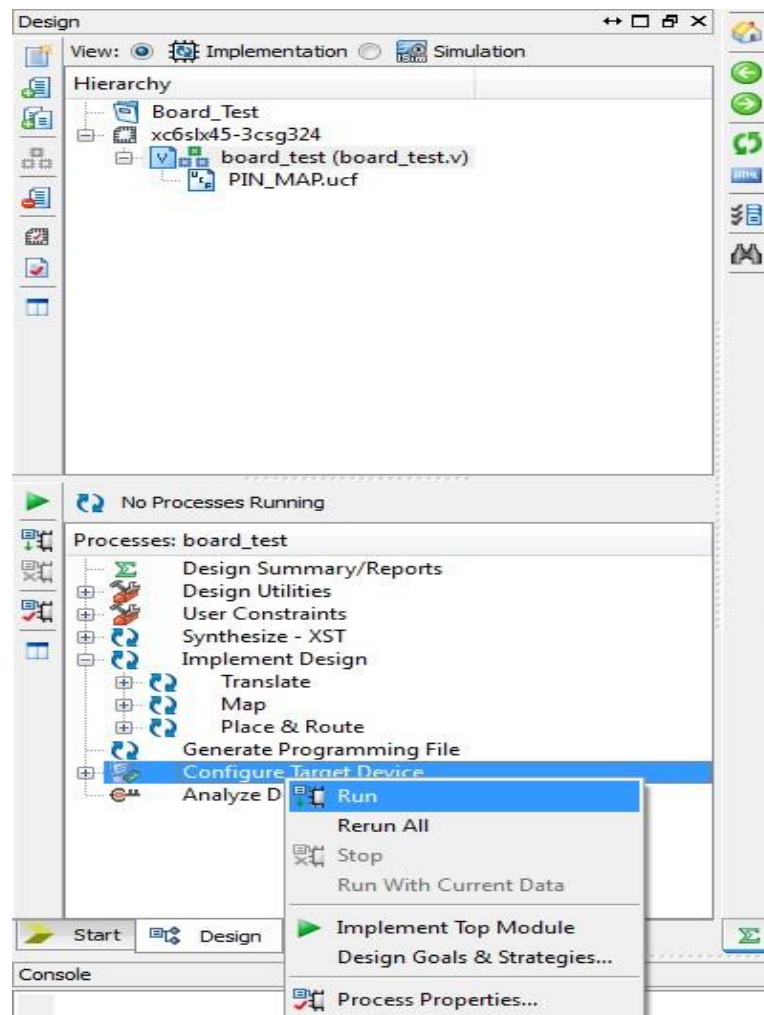 Design
View: Implementation Simulation
Hierarchy
Board_Test
xc6slx45-3csg324
board_test (board_test.v)
PIN_MAP.ucf
No Processes Running
Processes: board_test
Design Summary/Reports
Design Utilities
User Constraints
Synthesize - XST
Implement Design
Translate
Map
Place & Route
Generate Programming File
Configure Target Device
Analyze D
Run
Rerun All
Stop
Run With Current Data
Implement Top Module
Design Goals & Strategies...
Process Properties...
Start Design
Console